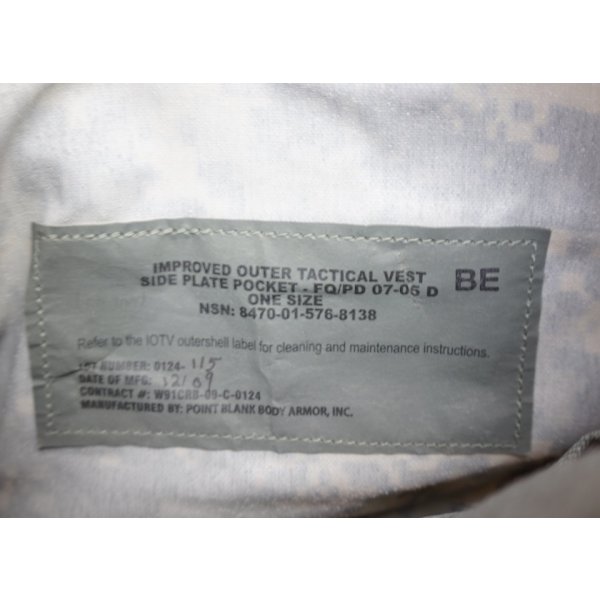 IMPROVED OUTER TACTICAL VEST BE
SIDE PLATE POCKET - FQ/PD 07-05 D
ONE SIZE
NSN: 8470-01-576-8138
Refer to the IOTV outershell label for cleaning and maintenance instructions.
LOT NUMBER: 0124- 115
DATE OF MFG: 12/09
CONTRACT #: W91CRB-09-C-0124
MANUFACTURED BY: POINT BLANK BODY ARMOR, INC.